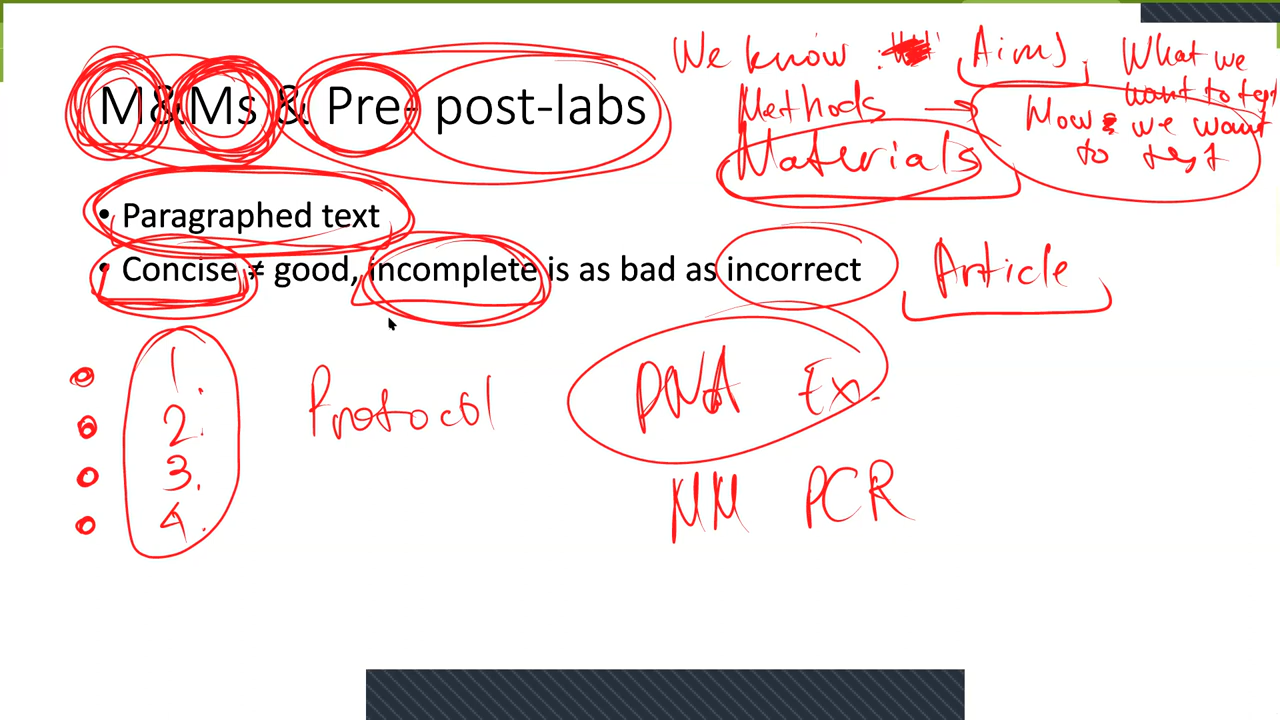 M&Ms & Pre- post-labs
We know : Aims. What we want to test
Methods → How we want to test
Materials
• Paragraphed text
• Concise ≠ good, incomplete is as bad as incorrect
Article
1.
2.
3.
4.
Protocol
DNA Ex.
MM PCR